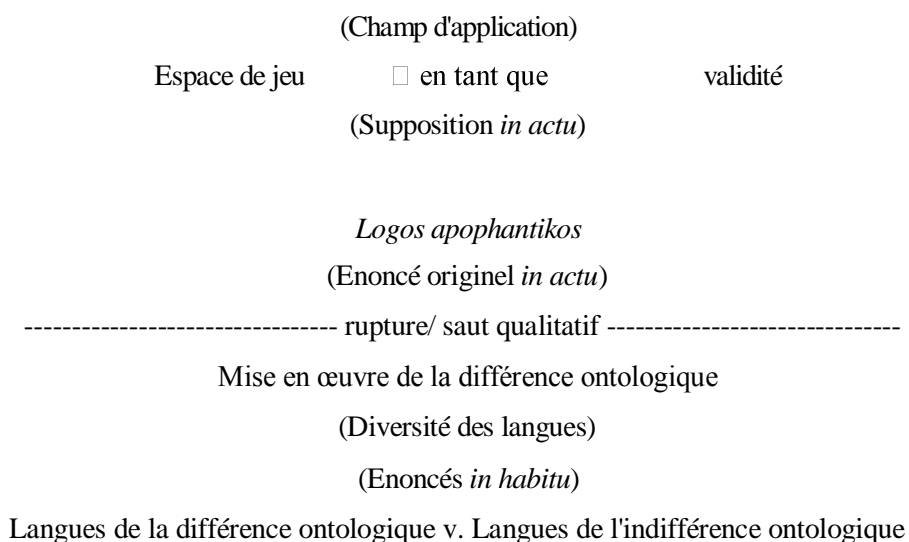 (Champ d'application)
Espace de jeu □ en tant que validité
(Supposition in actu)
Logos apophantikos
(Enoncé originel in actu)
--------------------------------- rupture/ saut qualitatif -------------------------------
Mise en œuvre de la différence ontologique
(Diversité des langues)
(Enoncés in habitu)
Langues de la différence ontologique v. Langues de l'indifférence ontologique